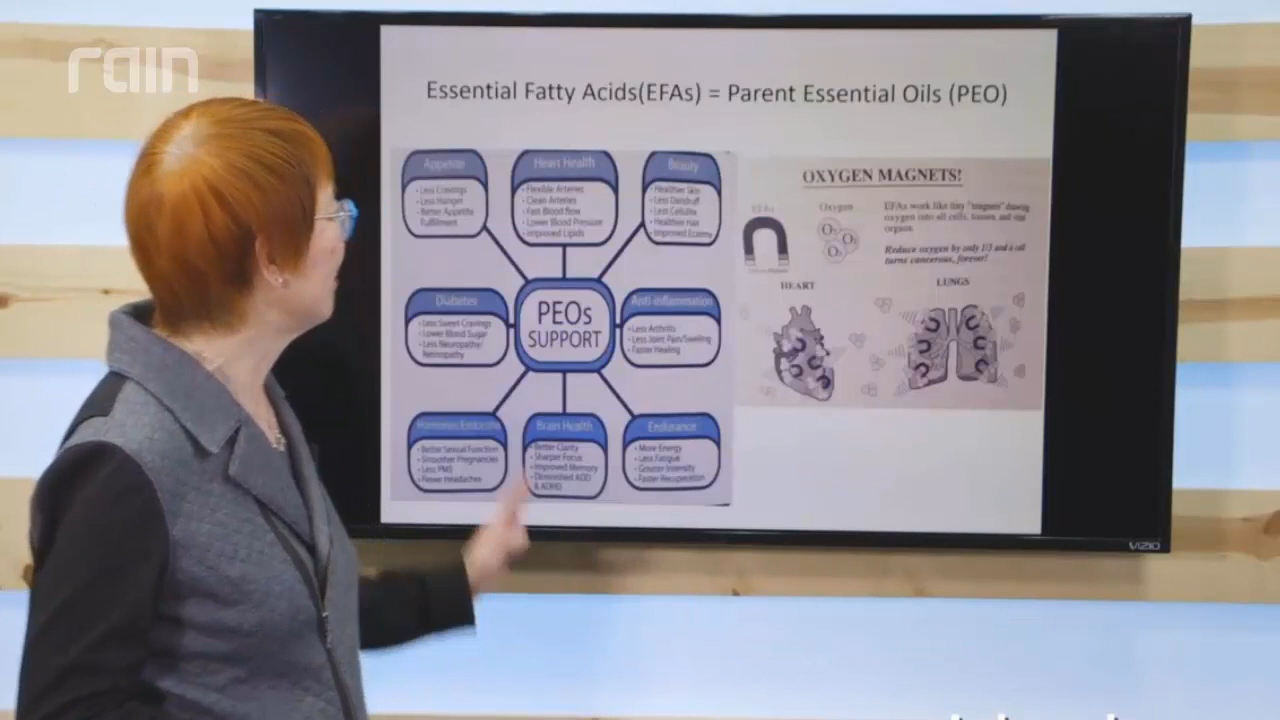 rain
Essential Fatty Acids(EFAs) = Parent Essential Oils (PEO)
Appetite
• Less Cravings
• Less Hunger
• Better Appetite
Fulfillment
Heart Health
• Flexible Arteries
• Clean Arteries
• Fast Blood flow
• Lower Blood Pressure
• Improved Lipids
Beauty
• Healthier Skin
• Less Dandruff
• Less Cellulite
• Healthier Hair
• Improved Eczema
OXYGEN MAGNETS!
EFAs
Oxygen
O₂
O₂
O₂
EFAs work like tiny "magnets" drawing
oxygen into all cells, tissues, and vital
organs.
Reduce oxygen by only 1/3 and a cell
turns cancerous, forever!
HEART
LUNGS
Diabetes
• Less Sweet Cravings
• Lower Blood Sugar
• Less Neuropathy/
Retinopathy
PEOs
SUPPORT
Anti-inflammation
• Less Arthritis
• Less Joint Pain/Swelling
• Faster Healing
• Better Sexual Function
• Smoother Pregnancies
• Less PMS
• Fewer Headaches
Brain Health
• Better Clarity
• Sharper Focus
• Improved Memory
• Diminished ADD
& ADHD
Endurance
• More Energy
• Less Fatigue
• Greater Intensity
• Faster Recuperation
VIZIO